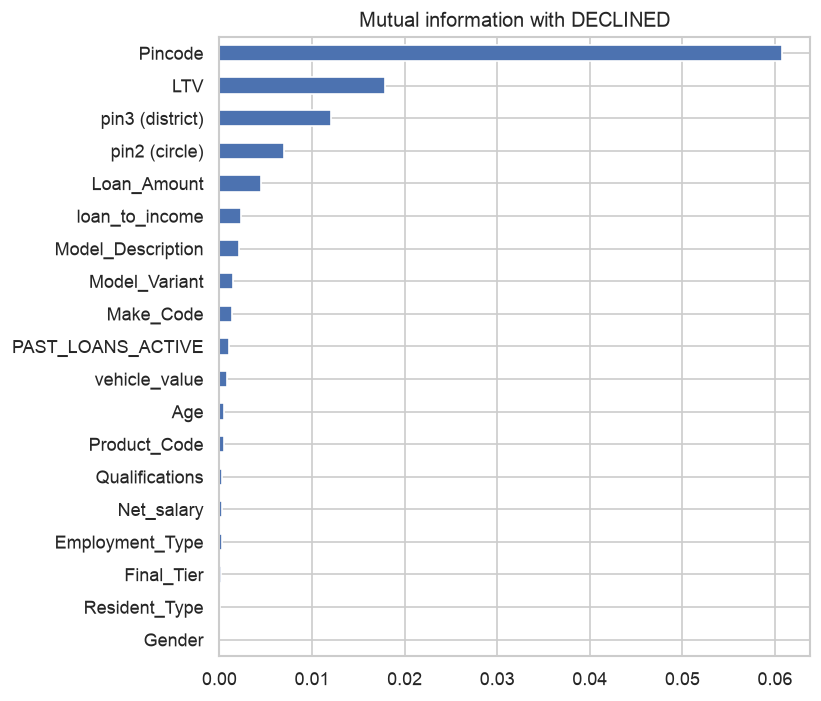 Mutual information with DECLINED
Pincode
LTV
pin3 (district)
pin2 (circle)
Loan_Amount
loan_to_income
Model_Description
Model_Variant
Make_Code
PAST_LOANS_ACTIVE
vehicle_value
Age
Product_Code
Qualifications
Net_salary
Employment_Type
Final_Tier
Resident_Type
Gender
0.00 0.01 0.02 0.03 0.04 0.05 0.06